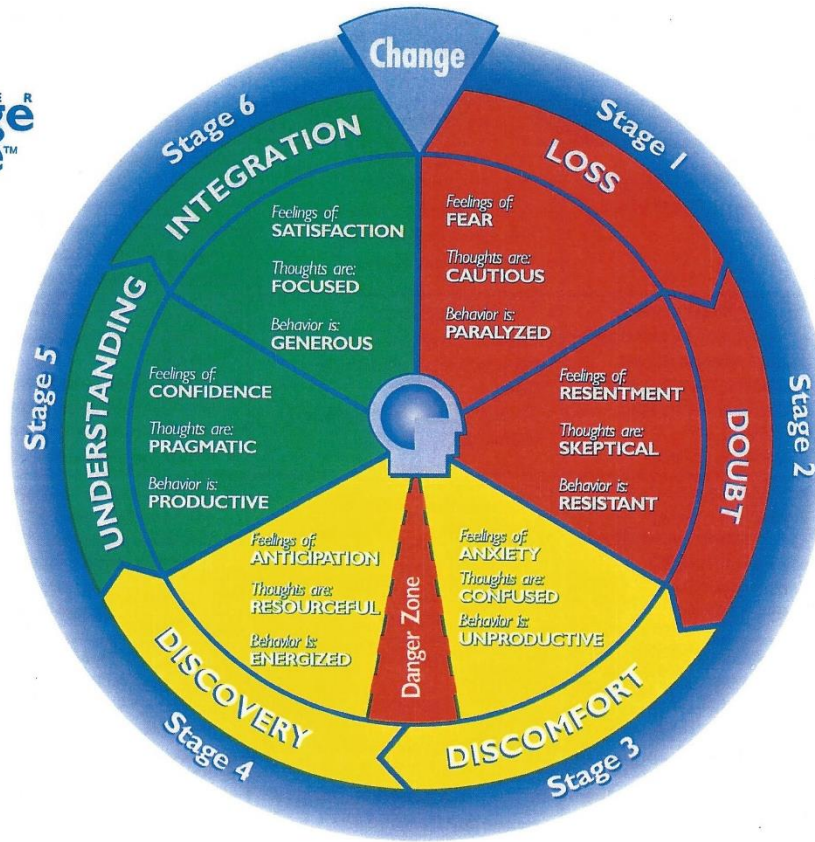 Change
Stage 1
LOSS
Feelings of:
FEAR
Thoughts are:
CAUTIOUS
Behavior is:
PARALYZED
Stage 2
DOUBT
Feelings of:
RESENTMENT
Thoughts are:
SKEPTICAL
Behavior is:
RESISTANT
Stage 3
DISCOMFORT
Feelings of:
ANXIETY
Thoughts are:
CONFUSED
Behavior is:
UNPRODUCTIVE
Danger Zone
Stage 4
DISCOVERY
Feelings of:
ANTICIPATION
Thoughts are:
RESOURCEFUL
Behavior is:
ENERGIZED
Stage 5
UNDERSTANDING
Feelings of:
CONFIDENCE
Thoughts are:
PRAGMATIC
Behavior is:
PRODUCTIVE
Stage 6
INTEGRATION
Feelings of:
SATISFACTION
Thoughts are:
FOCUSED
Behavior is:
GENEROUS